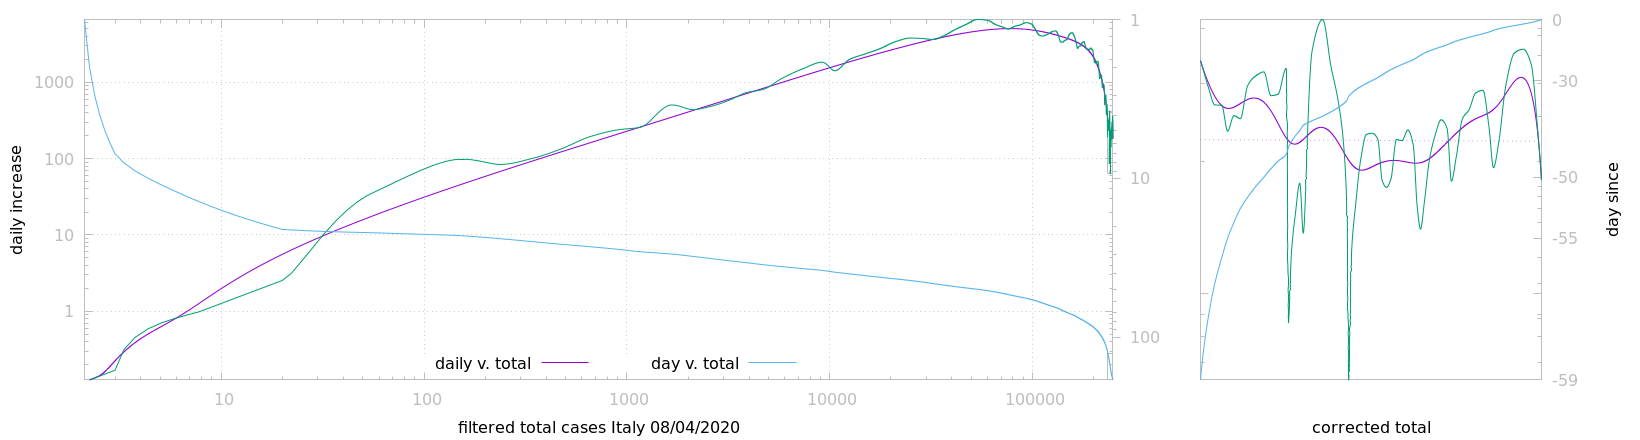 1
0
1000
-30
100
10
-50
10
-55
1
100
daily v. total
day v. total
-59
10
100
1000
10000
100000
daily increase
day since
filtered total cases Italy 08/04/2020
corrected total